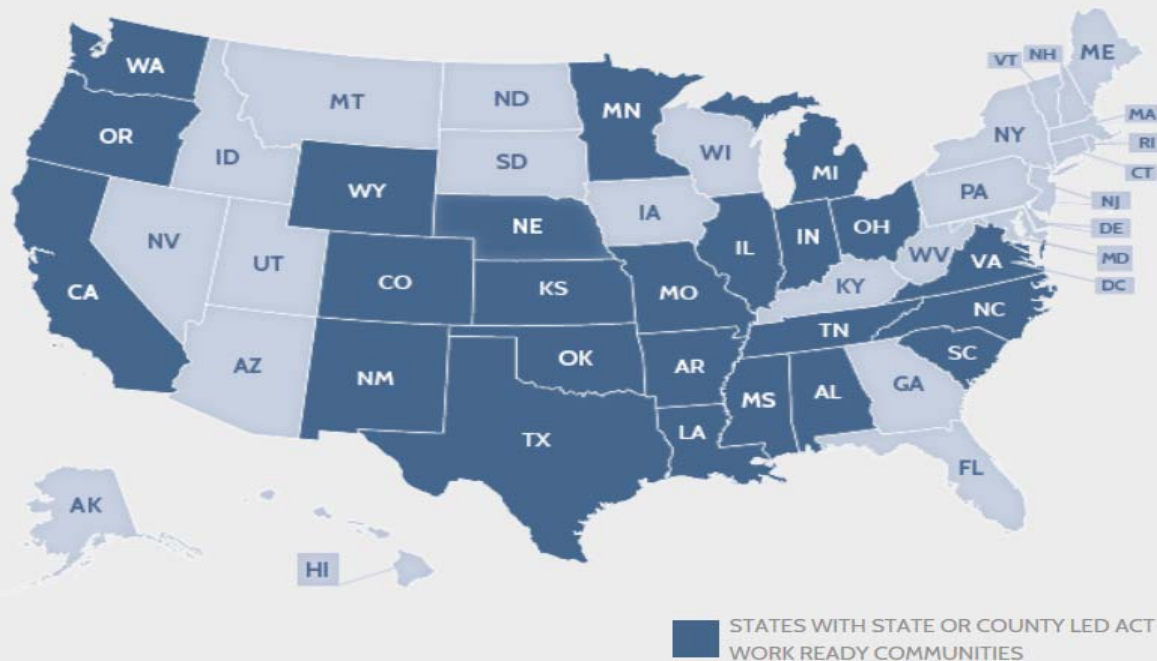 WA
MT
ND
MN
VT
NH
ME
OR
ID
SD
WI
MI
NY
MA
RI
CT
WY
IA
PA
NJ
NE
IL
IN
OH
DE
NV
UT
CO
KS
MO
WV
VA
MD
DC
CA
KY
NC
AZ
NM
OK
AR
TN
SC
TX
MS
AL
GA
LA
FL
AK
HI
STATES WITH STATE OR COUNTY LED ACT
WORK READY COMMUNITIES